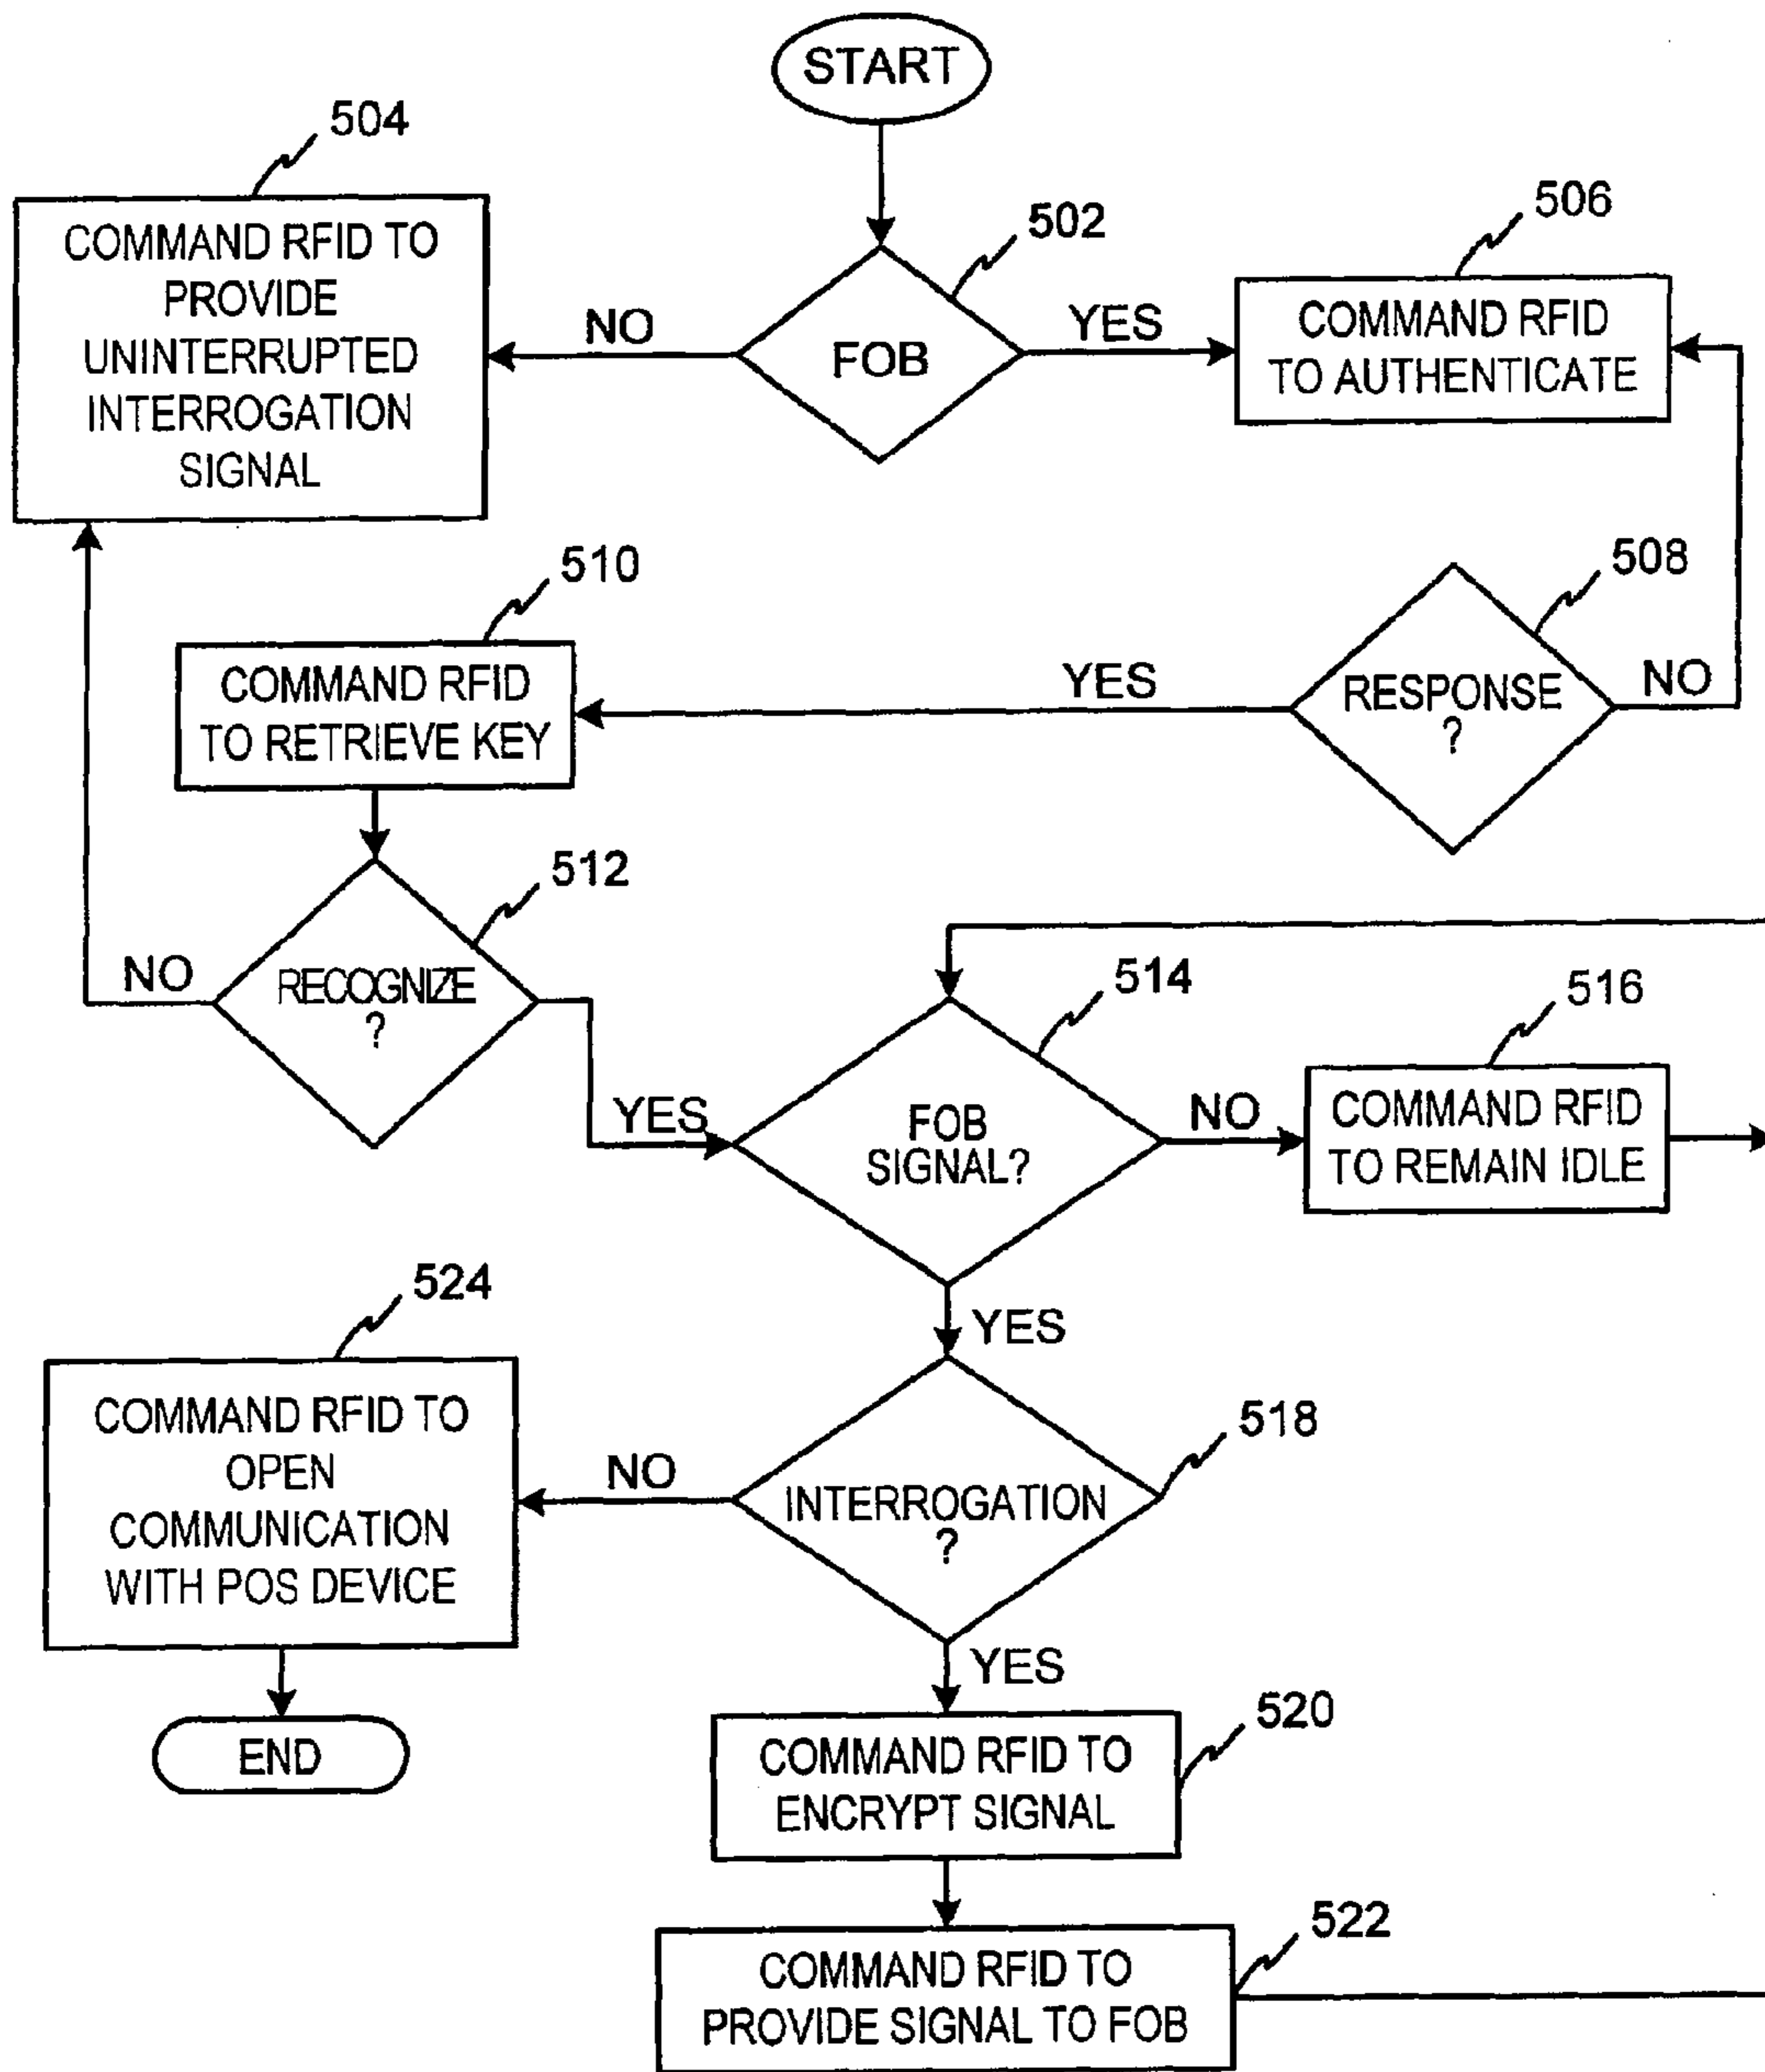 START
504
COMMAND RFID TO
PROVIDE
UNINTERRUPTED
INTERROGATION
SIGNAL
NO
502
FOB
YES
506
COMMAND RFID
TO AUTHENTICATE
508
RESPONSE
?
NO
YES
510
COMMAND RFID
TO RETRIEVE KEY
512
RECOGNIZE
?
NO
YES
514
FOB
SIGNAL?
NO
516
COMMAND RFID
TO REMAIN IDLE
YES
518
INTERROGATION
?
NO
524
COMMAND RFID TO
OPEN
COMMUNICATION
WITH POS DEVICE
END
YES
520
COMMAND RFID TO
ENCRYPT SIGNAL
522
COMMAND RFID TO
PROVIDE SIGNAL TO FOB